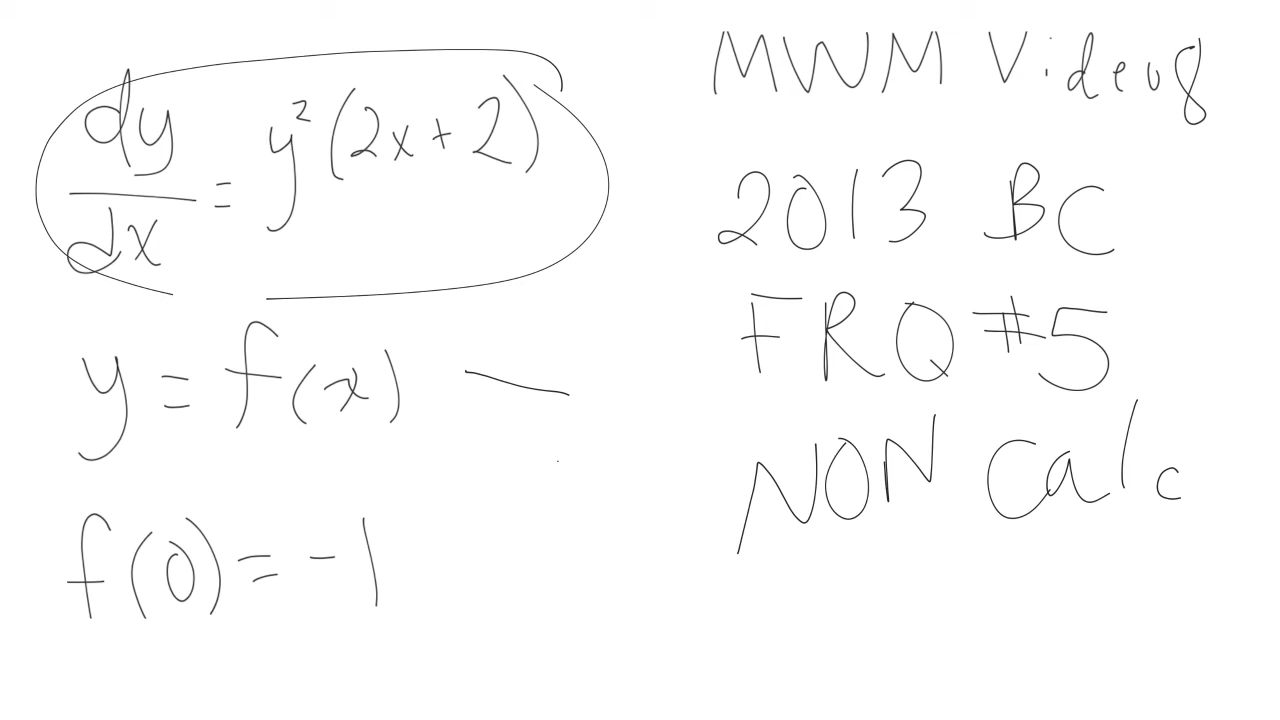 dy/dx = y²(2x+2)
y = f(x)
f(0) = -1
MWM Video 8
2013 BC
FRQ #5
NON Calc